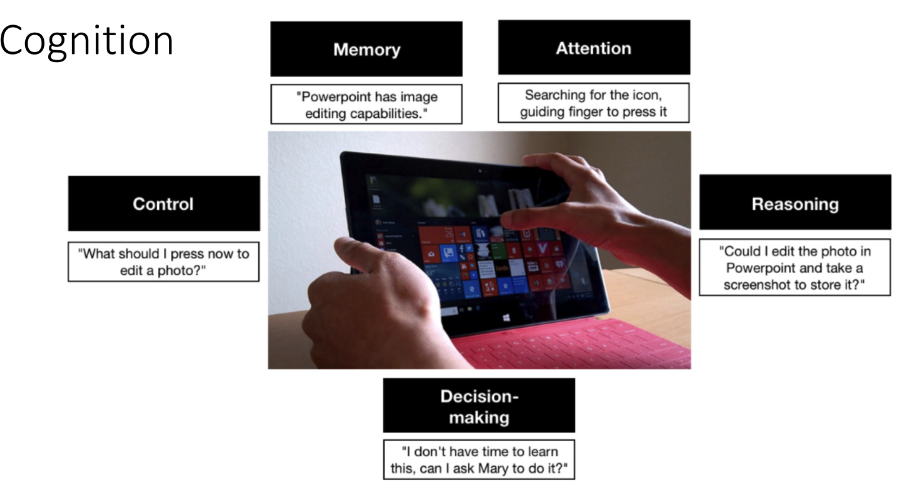 Cognition
Memory
"Powerpoint has image
editing capabilities."
Attention
Searching for the icon,
guiding finger to press it
Control
"What should I press now to
edit a photo?"
Reasoning
"Could I edit the photo in
Powerpoint and take a
screenshot to store it?"
Decision-
making
"I don't have time to learn
this, can I ask Mary to do it?"